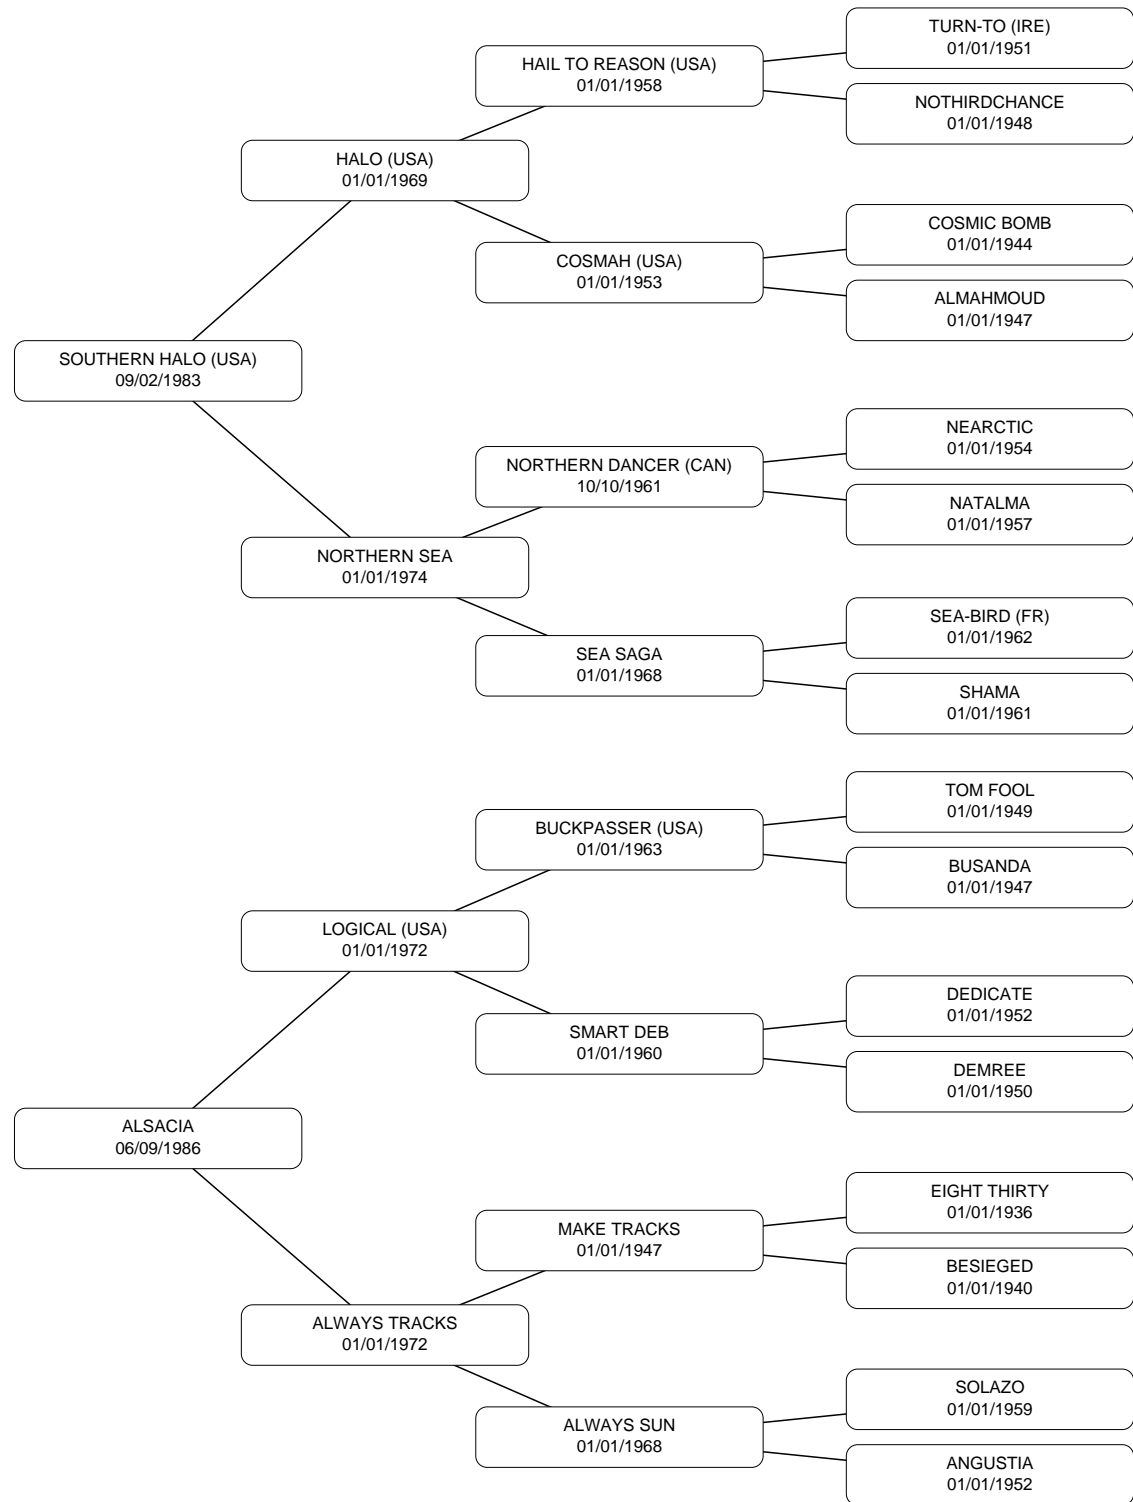 TURN-TO (IRE)
01/01/1951
HAIL TO REASON (USA)
01/01/1958
NOTHIRDCHANCE
01/01/1948
HALO (USA)
01/01/1969
COSMIC BOMB
01/01/1944
COSMAH (USA)
01/01/1953
ALMAHMOUD
01/01/1947
SOUTHERN HALO (USA)
09/02/1983
NEARCTIC
01/01/1954
NORTHERN DANCER (CAN)
10/10/1961
NATALMA
01/01/1957
NORTHERN SEA
01/01/1974
SEA-BIRD (FR)
01/01/1962
SEA SAGA
01/01/1968
SHAMA
01/01/1961
TOM FOOL
01/01/1949
BUCKPASSER (USA)
01/01/1963
BUSANDA
01/01/1947
LOGICAL (USA)
01/01/1972
DEDICATE
01/01/1952
SMART DEB
01/01/1960
DEMREE
01/01/1950
ALSACIA
06/09/1986
EIGHT THIRTY
01/01/1936
MAKE TRACKS
01/01/1947
BESIEGED
01/01/1940
ALWAYS TRACKS
01/01/1972
SOLAZO
01/01/1959
ALWAYS SUN
01/01/1968
ANGUSTIA
01/01/1952